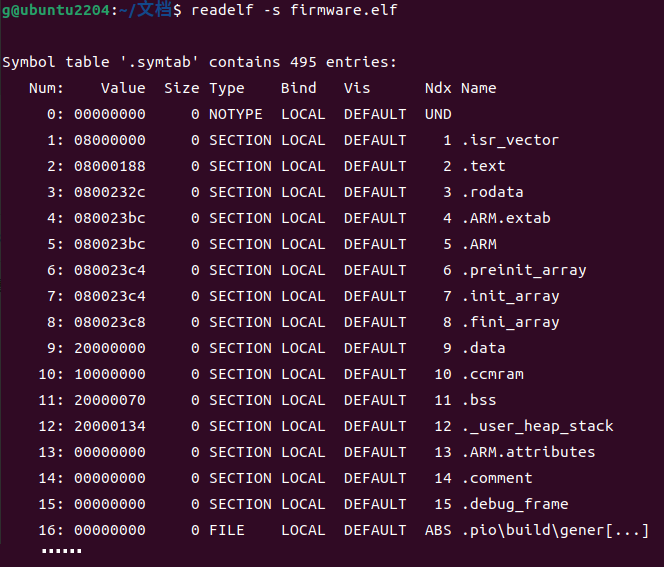 g@ubuntu2204:~/文档$ readelf -s firmware.elf
Symbol table '.symtab' contains 495 entries:
   Num:    Value  Size Type    Bind   Vis      Ndx Name
     0: 00000000     0 NOTYPE  LOCAL  DEFAULT  UND
     1: 08000000     0 SECTION LOCAL  DEFAULT    1 .isr_vector
     2: 08000188     0 SECTION LOCAL  DEFAULT    2 .text
     3: 0800232c     0 SECTION LOCAL  DEFAULT    3 .rodata
     4: 080023bc     0 SECTION LOCAL  DEFAULT    4 .ARM.extab
     5: 080023bc     0 SECTION LOCAL  DEFAULT    5 .ARM
     6: 080023c4     0 SECTION LOCAL  DEFAULT    6 .preinit_array
     7: 080023c4     0 SECTION LOCAL  DEFAULT    7 .init_array
     8: 080023c8     0 SECTION LOCAL  DEFAULT    8 .fini_array
     9: 20000000     0 SECTION LOCAL  DEFAULT    9 .data
    10: 10000000     0 SECTION LOCAL  DEFAULT   10 .ccmram
    11: 20000070     0 SECTION LOCAL  DEFAULT   11 .bss
    12: 20000134     0 SECTION LOCAL  DEFAULT   12 ._user_heap_stack
    13: 00000000     0 SECTION LOCAL  DEFAULT   13 .ARM.attributes
    14: 00000000     0 SECTION LOCAL  DEFAULT   14 .comment
    15: 00000000     0 SECTION LOCAL  DEFAULT   15 .debug_frame
    16: 00000000     0 FILE    LOCAL  DEFAULT  ABS .pio\build\gener[...]
......